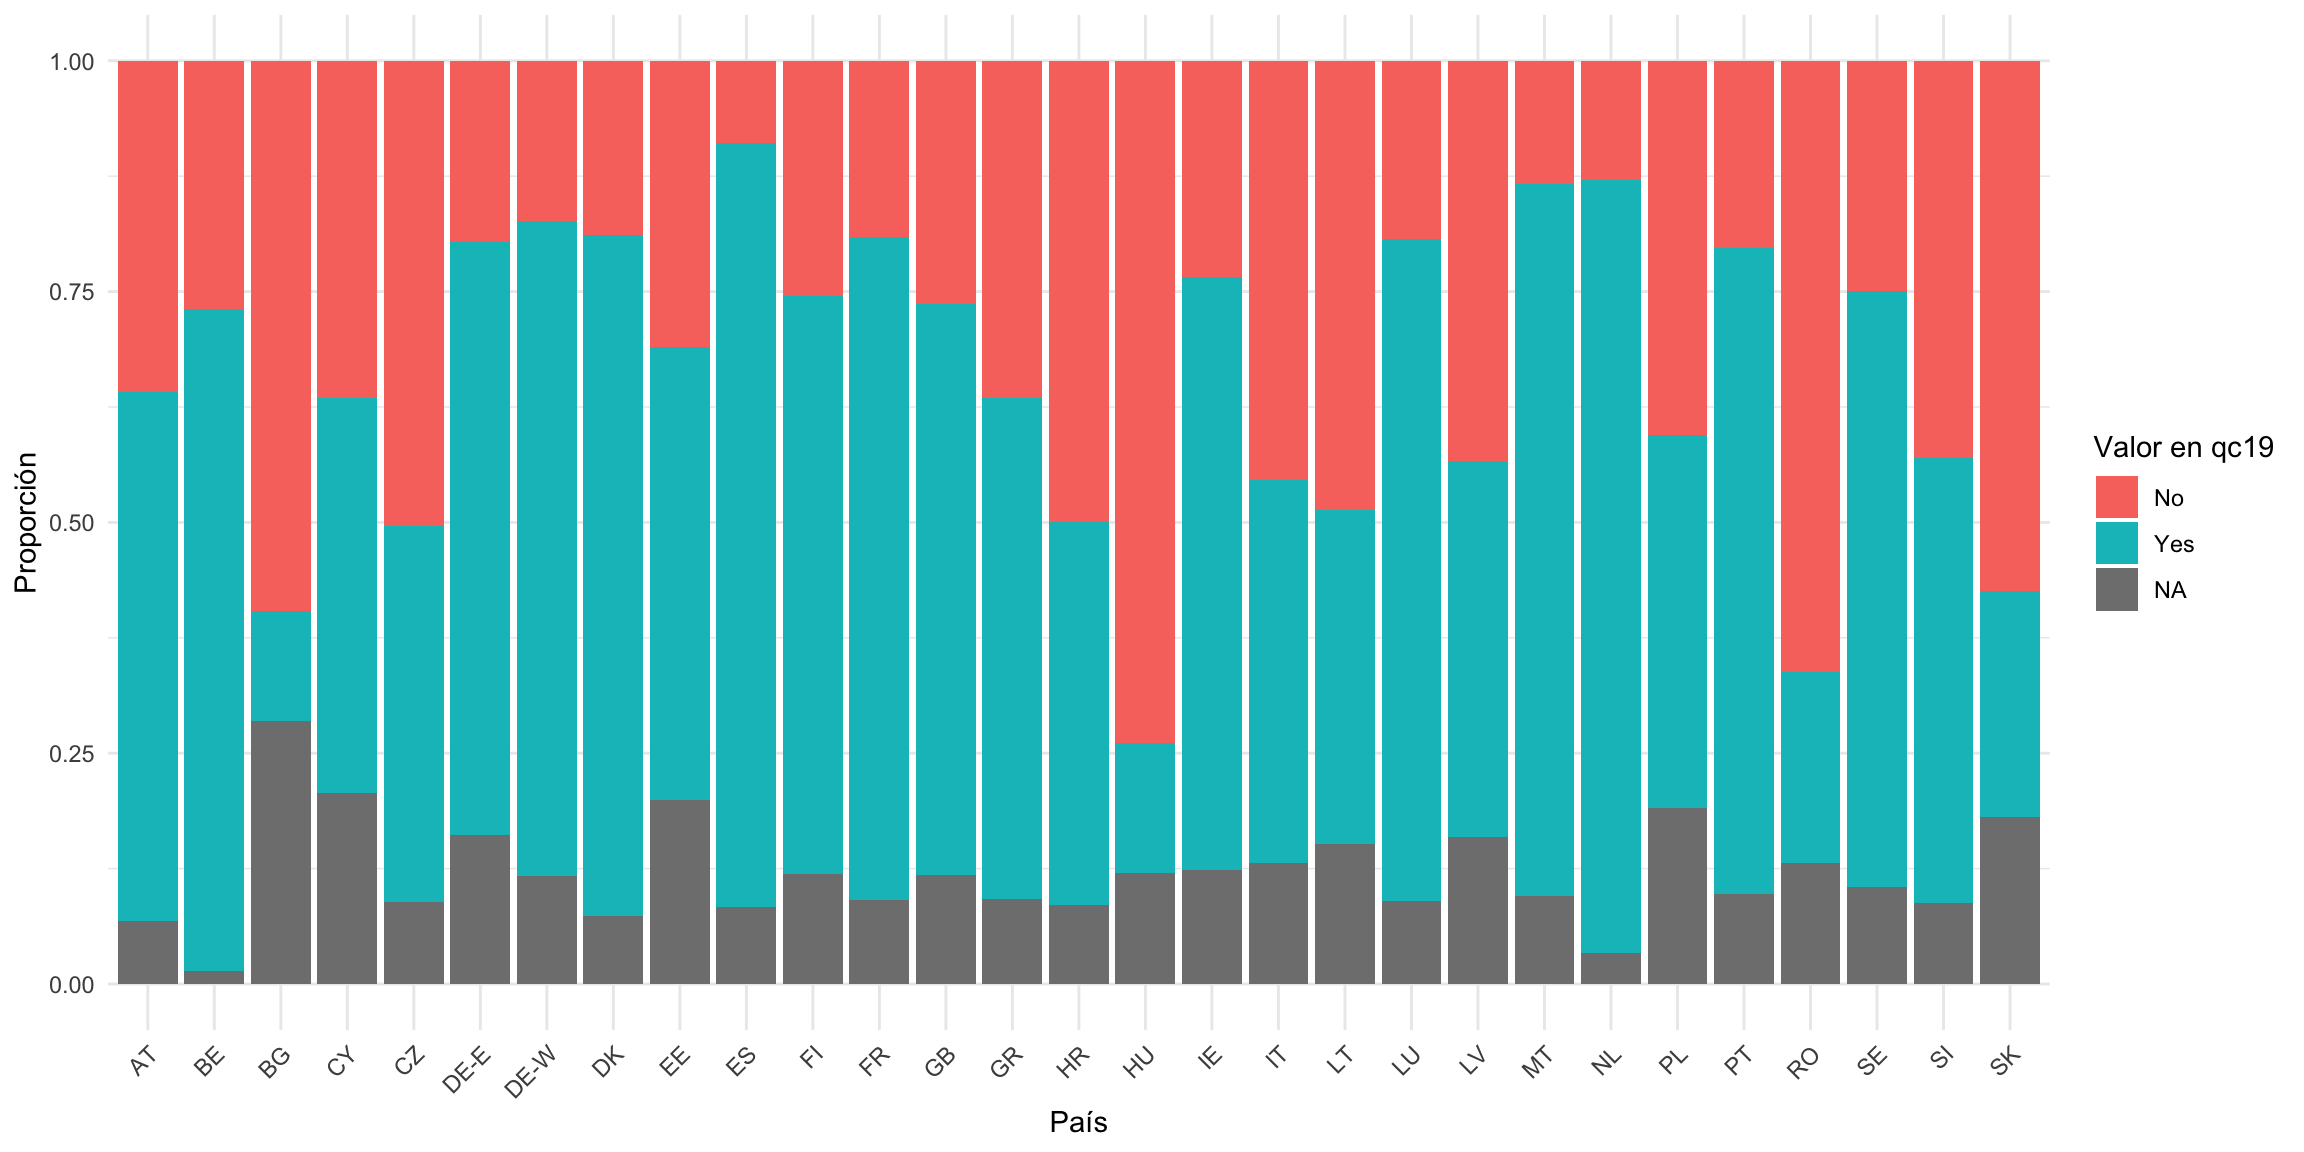 1.00
0.75
0.50
0.25
0.00
Proporción
AT BE BG CY CZ DE-E DE-W DK EE ES FI FR GB GR HR HU IE IT LT LU LV MT NL PL PT RO SE SI SK
País
Valor en qc19
No
Yes
NA